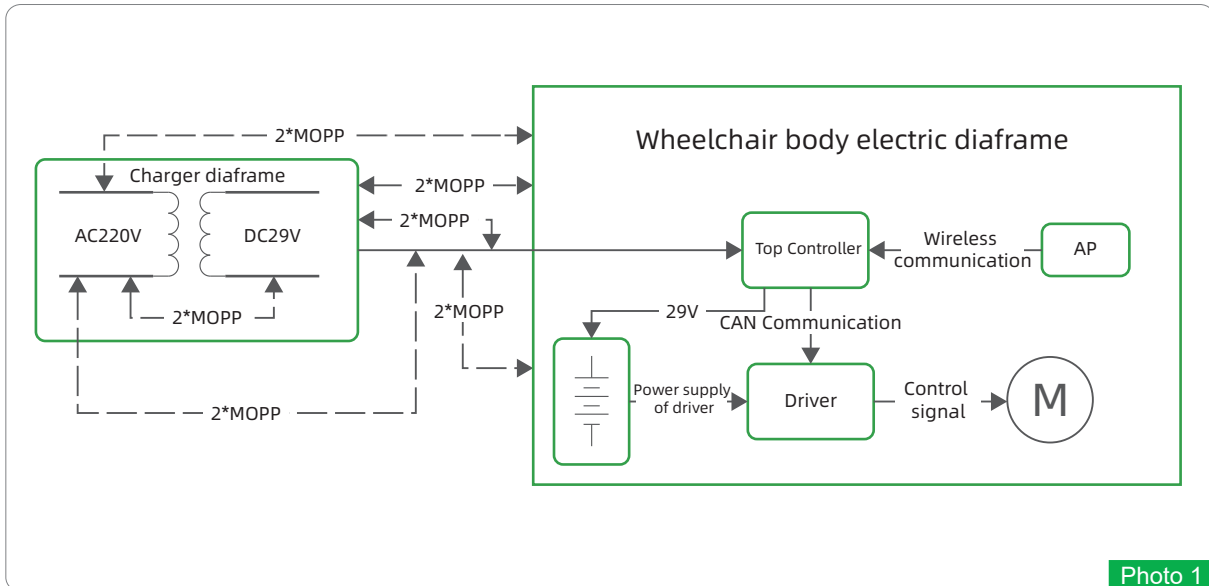 Wheelchair body electric diaframe
2*MOPP
Charger diaframe
2*MOPP
2*MOPP
AC220V
DC29V
Top Controller
Wireless
communication
AP
2*MOPP
2*MOPP
29V
CAN Communication
Power supply
of driver
Driver
Control
signal
M
2*MOPP
Photo 1